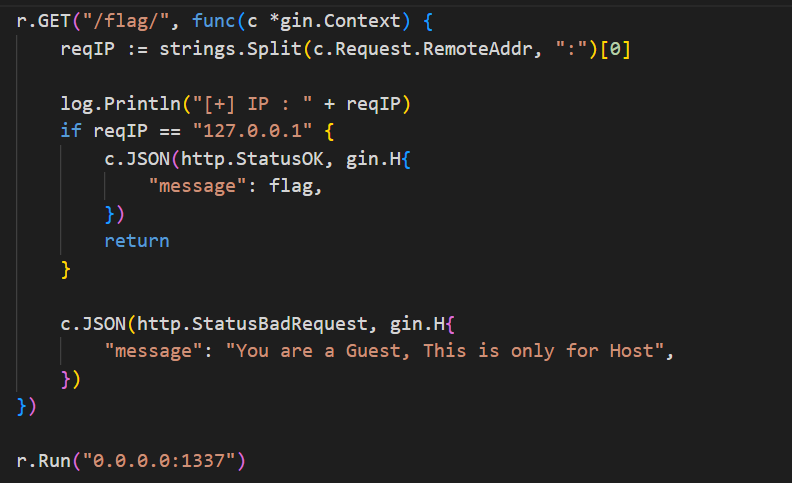 r.GET("/flag/", func(c *gin.Context) {
    reqIP := strings.Split(c.Request.RemoteAddr, ":")[0]

    log.Println("[+] IP : " + reqIP)
    if reqIP == "127.0.0.1" {
        c.JSON(http.StatusOK, gin.H{
            "message": flag,
        })
        return
    }

    c.JSON(http.StatusBadRequest, gin.H{
        "message": "You are a Guest, This is only for Host",
    })
})

r.Run("0.0.0.0:1337")